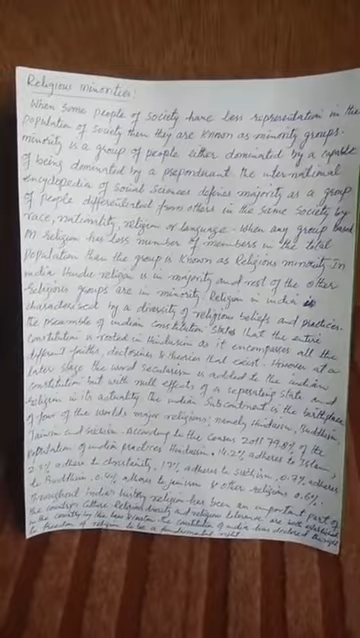 Religious minorities:
When some people of society have less representation in the
population of society then they are known as minority groups.
minority is a group of people either dominated by a capable
of being dominated by a preponderant the international
encyclopedia of Social Sciences defines majority as a group
of people differentiated from others in the same society by
race, nationality, religion or language. When any group based
on religion has less number of members in the total
population then the group is known as Religious minority. In
india Hindu religion is in majority and rest of the other
Religious groups are in minority. Religion in india is
characterised by a diversity of religious beliefs and practices.
the preamble of indian Constitution states that the entire
Constitution is rooted in Hinduism as it encompasses all the
different faiths, doctrines & theories that exist. However at a
later stage the word secularism is added to the indian
constitution but with null effects of a seperating state and
religion in its actuality the indian Subcontinent is the birthplace
of four of the worlds major religions; namely Hinduism, Buddhism,
Jainism and Sikhism. According to the Census 2011 79.8% of the
population of india practices Hinduism, 14.2% adheres to Islam,
2.3% adhere to christianity, 1.7% adheres to Sikhism, 0.7% adheres
to Buddhism, 0.4% adheres to jainism & other religions 0.6%.
throughout India's history religion has been an important part of
the country's culture Religious diversity and religious tolerance are both established
in the country by the law & custom the constitution of india has declared the right
to freedom of religion to be a fundamental right.